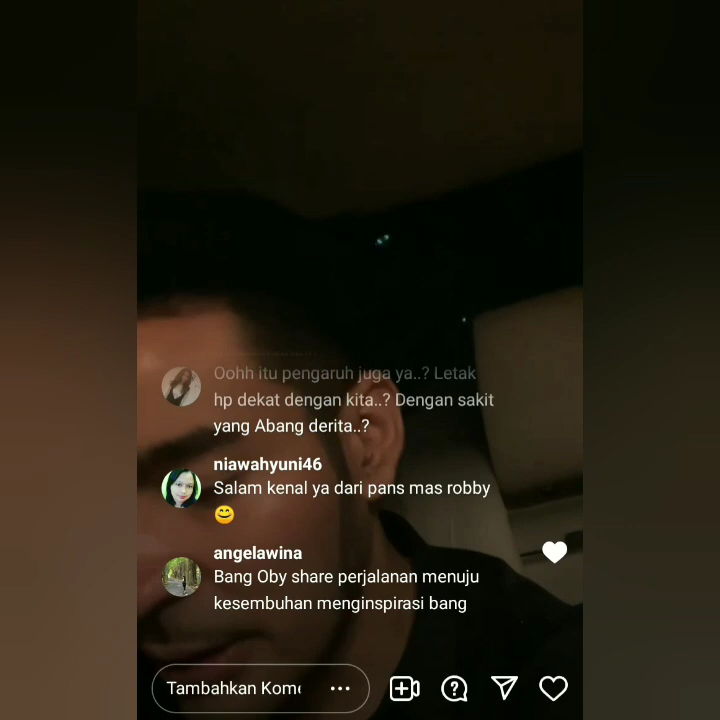 Oohh itu pengaruh juga ya..? Letak
hp dekat dengan kita..? Dengan sakit
yang Abang derita..?
niawahyuni46
Salam kenal ya dari pans mas robby
😊
angelawina
Bang Oby share perjalanan menuju
kesembuhan menginspirasi bang
Tambahkan Kome